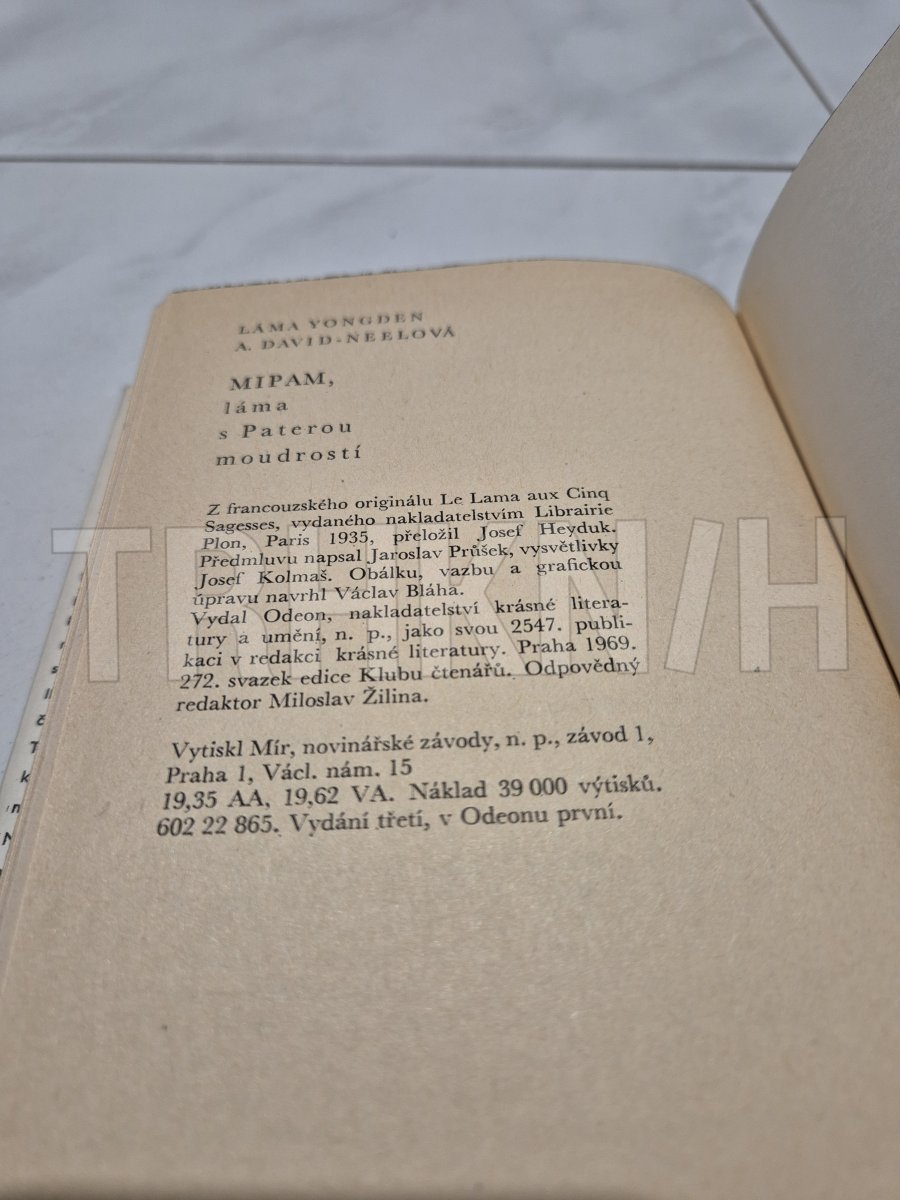 LÁMA YONGDEN
A. DAVID-NEELOVÁ
MIPAM,
láma
s Paterou
moudrostí
Z francouzského originálu Le Lama aux Cinq
Sagesses, vydaného nakladatelstvím Librairie
Plon, Paris 1935, přeložil Josef Heyduk.
Předmluvu napsal Jaroslav Průšek, vysvětlivky
Josef Kolmaš. Obálku, vazbu a grafickou
úpravu navrhl Václav Bláha.
Vydal Odeon, nakladatelství krásné litera-
tury a umění, n. p., jako svou 2547. publi-
kaci v redakci krásné literatury. Praha 1969.
272. svazek edice Klubu čtenářů. Odpovědný
redaktor Miloslav Žilina.
Vytiskl Mír, novinářské závody, n. p., závod 1,
Praha 1, Václ. nám. 15
19,35 AA, 19,62 VA. Náklad 39 000 výtisků.
602 22 865. Vydání třetí, v Odeonu první.